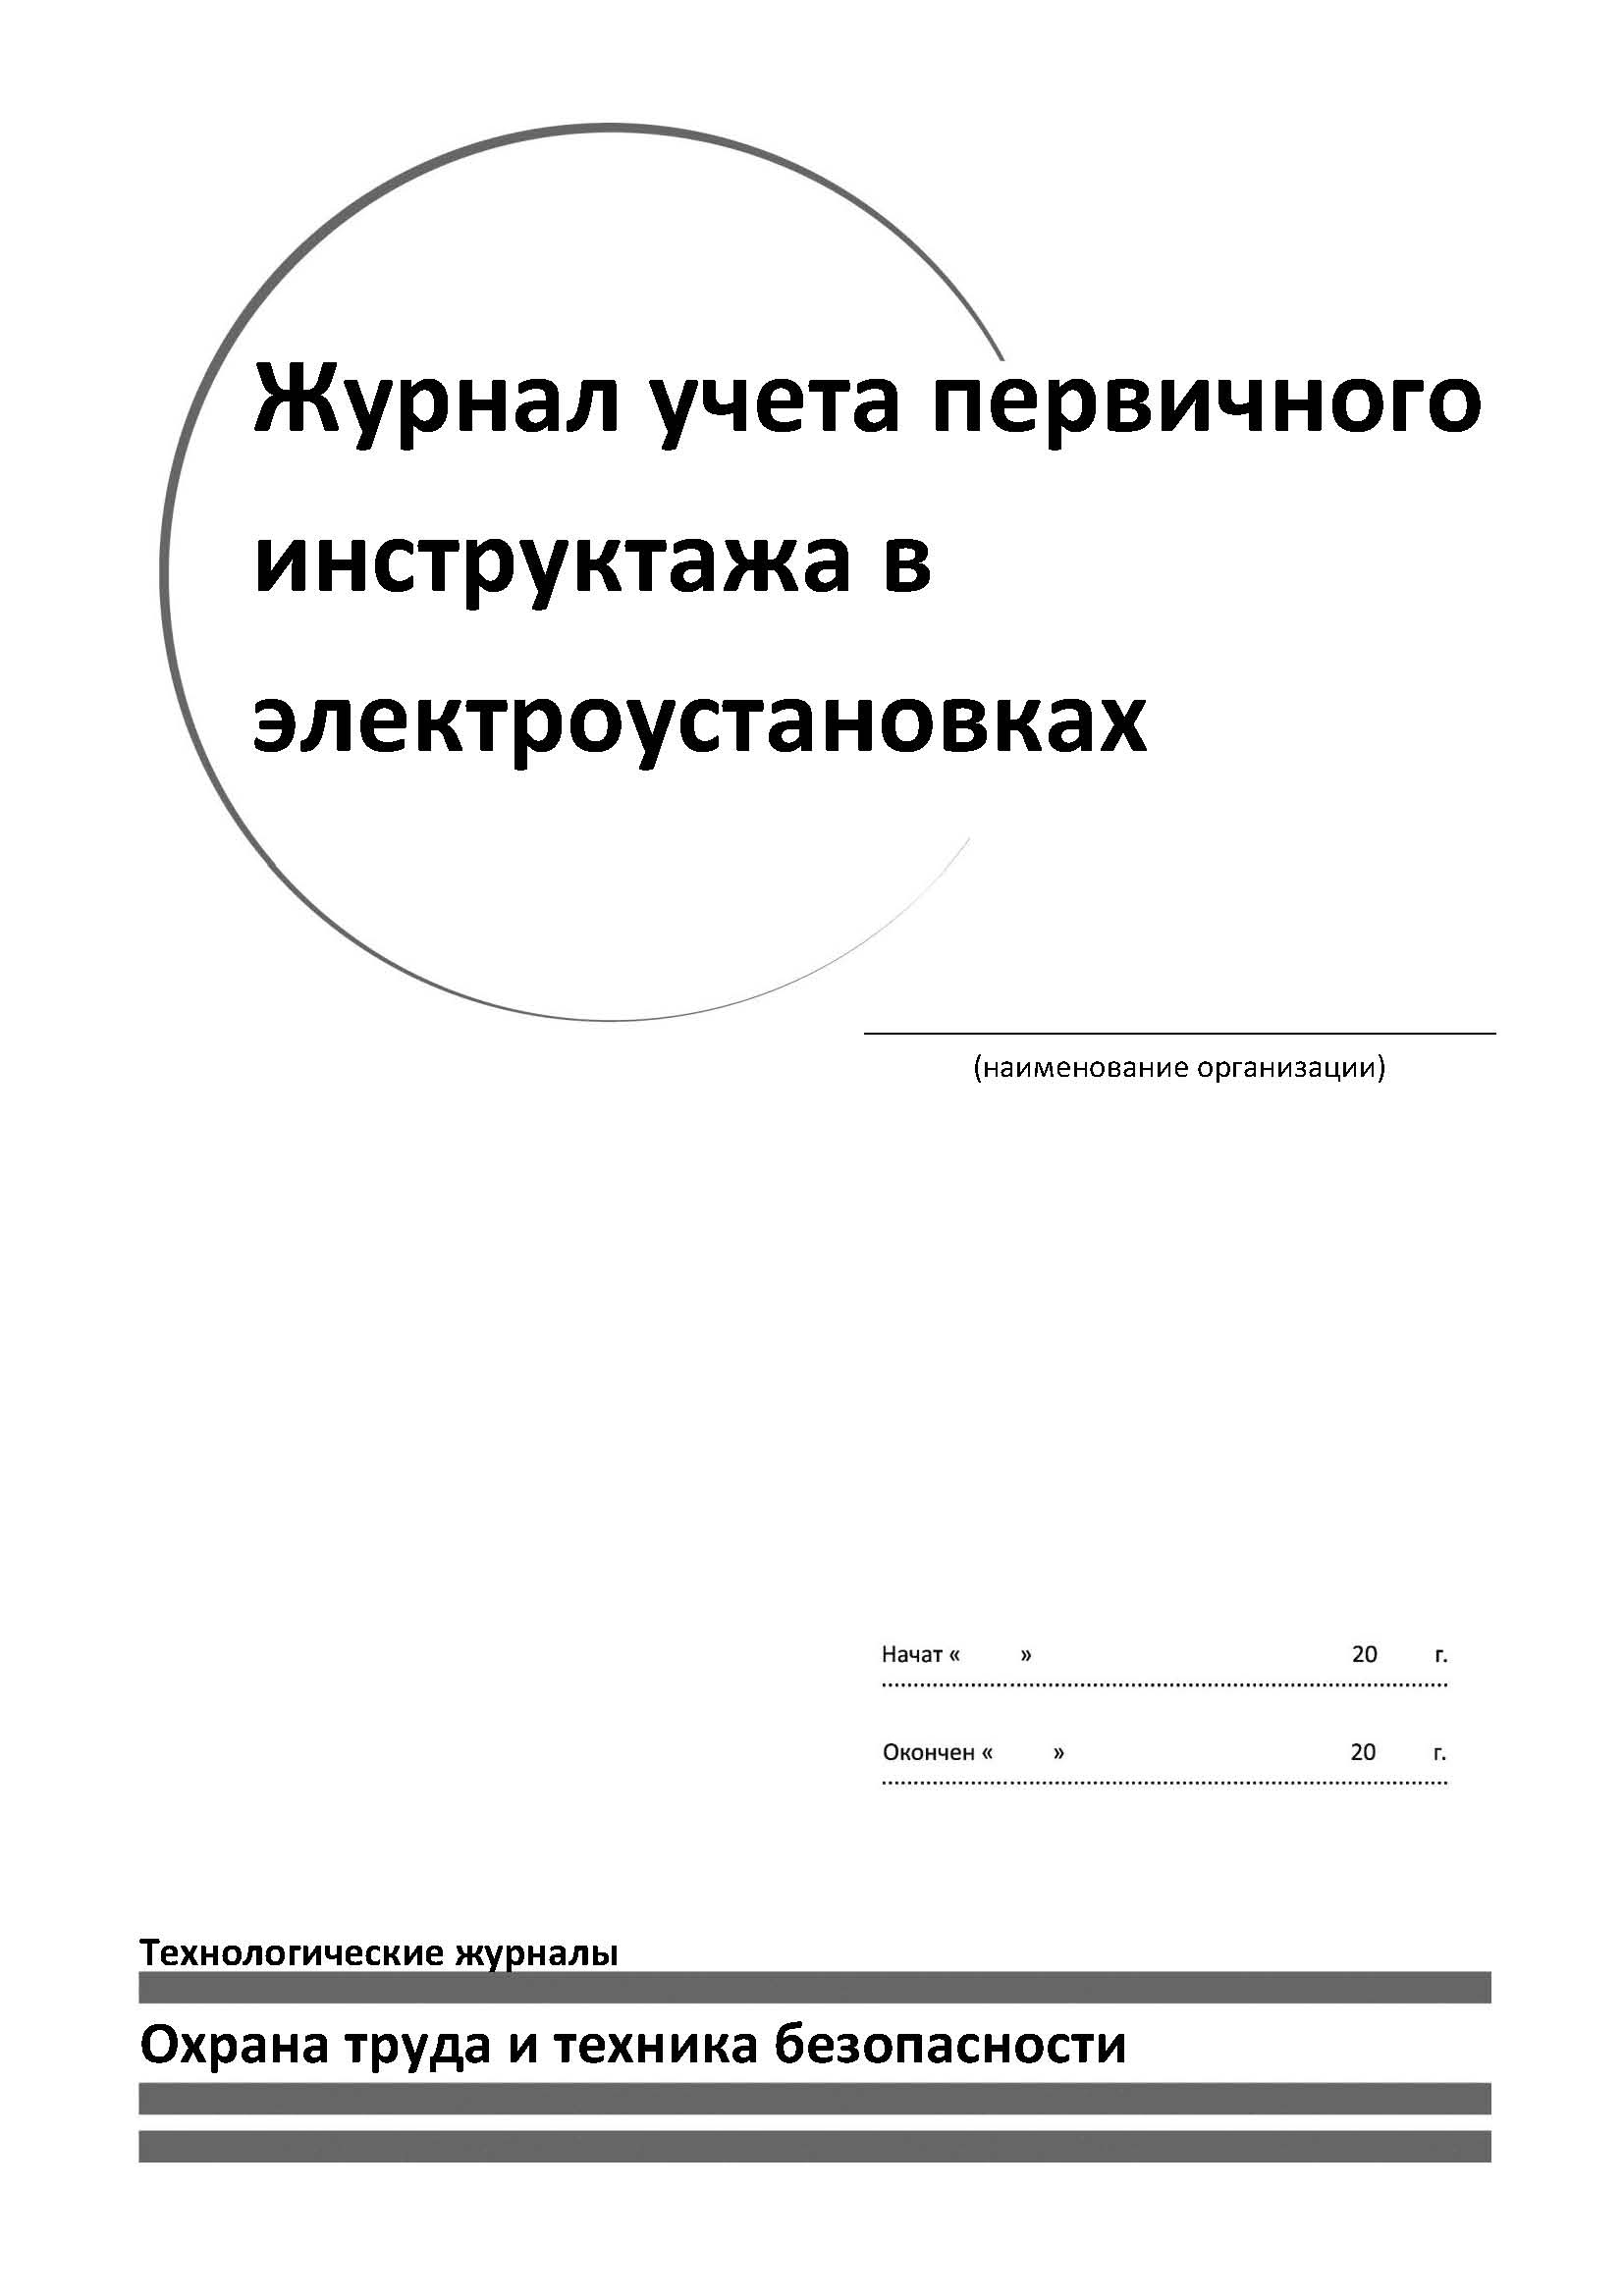 Журнал учета первичного
инструктажа в
электроустановках
(наименование организации)
Начат « » 20 г.
Окончен « » 20 г.
Технологические журналы
Охрана труда и техника безопасности